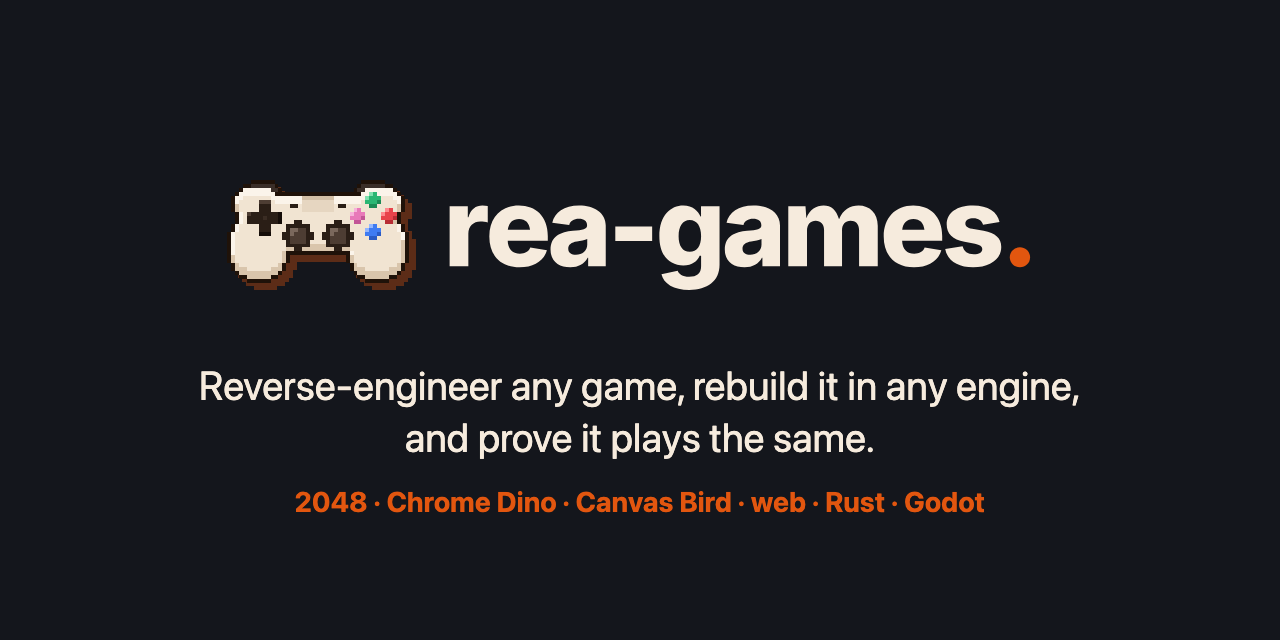 rea-games.
Reverse-engineer any game, rebuild it in any engine,
and prove it plays the same.
2048 · Chrome Dino · Canvas Bird · web · Rust · Godot